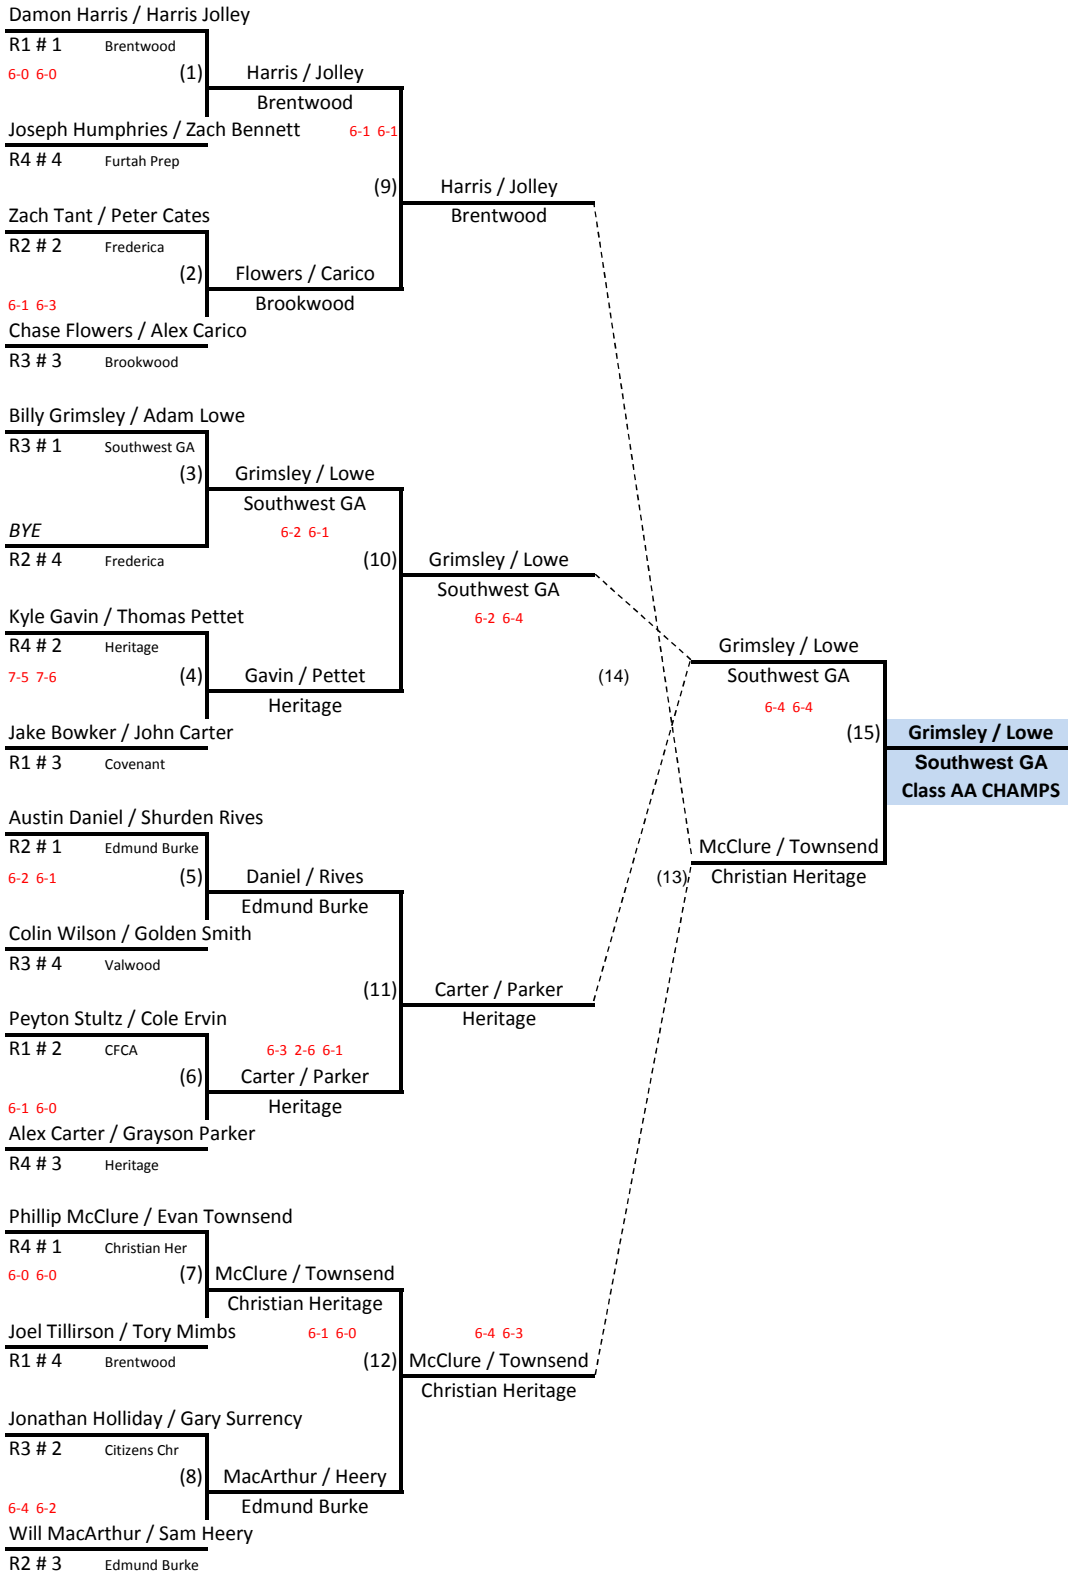 Damon Harris / Harris Jolley
R1 # 1 Brentwood
6-0 6-0 (1) Harris / Jolley
Brentwood
Joseph Humphries / Zach Bennett 6-1 6-1
R4 # 4 Furtah Prep
(9) Harris / Jolley
Brentwood
Zach Tant / Peter Cates
R2 # 2 Frederica
(2) Flowers / Carico
Brookwood
6-1 6-3
Chase Flowers / Alex Carico
R3 # 3 Brookwood
Billy Grimsley / Adam Lowe
R3 # 1 Southwest GA
(3) Grimsley / Lowe
Southwest GA
BYE 6-2 6-1
R2 # 4 Frederica (10) Grimsley / Lowe
Southwest GA
Kyle Gavin / Thomas Pettet 6-2 6-4
R4 # 2 Heritage Grimsley / Lowe
7-5 7-6 (4) Gavin / Pettet (14) Southwest GA
Heritage 6-4 6-4
Jake Bowker / John Carter (15) Grimsley / Lowe
R1 # 3 Covenant Southwest GA
Class AA CHAMPS
Austin Daniel / Shurden Rives
R2 # 1 Edmund Burke McClure / Townsend
6-2 6-1 (5) Daniel / Rives (13) Christian Heritage
Edmund Burke
Colin Wilson / Golden Smith
R3 # 4 Valwood
(11) Carter / Parker
Heritage
Peyton Stultz / Cole Ervin
R1 # 2 CFCA 6-3 2-6 6-1
(6) Carter / Parker
6-1 6-0 Heritage
Alex Carter / Grayson Parker
R4 # 3 Heritage
Phillip McClure / Evan Townsend
R4 # 1 Christian Her
6-0 6-0 (7) McClure / Townsend
Christian Heritage
Joel Tillirson / Tory Mimbs 6-1 6-0 6-4 6-3
R1 # 4 Brentwood (12) McClure / Townsend
Christian Heritage
Jonathan Holliday / Gary Surrency
R3 # 2 Citizens Chr
(8) MacArthur / Heery
6-4 6-2 Edmund Burke
Will MacArthur / Sam Heery
R2 # 3 Edmund Burke